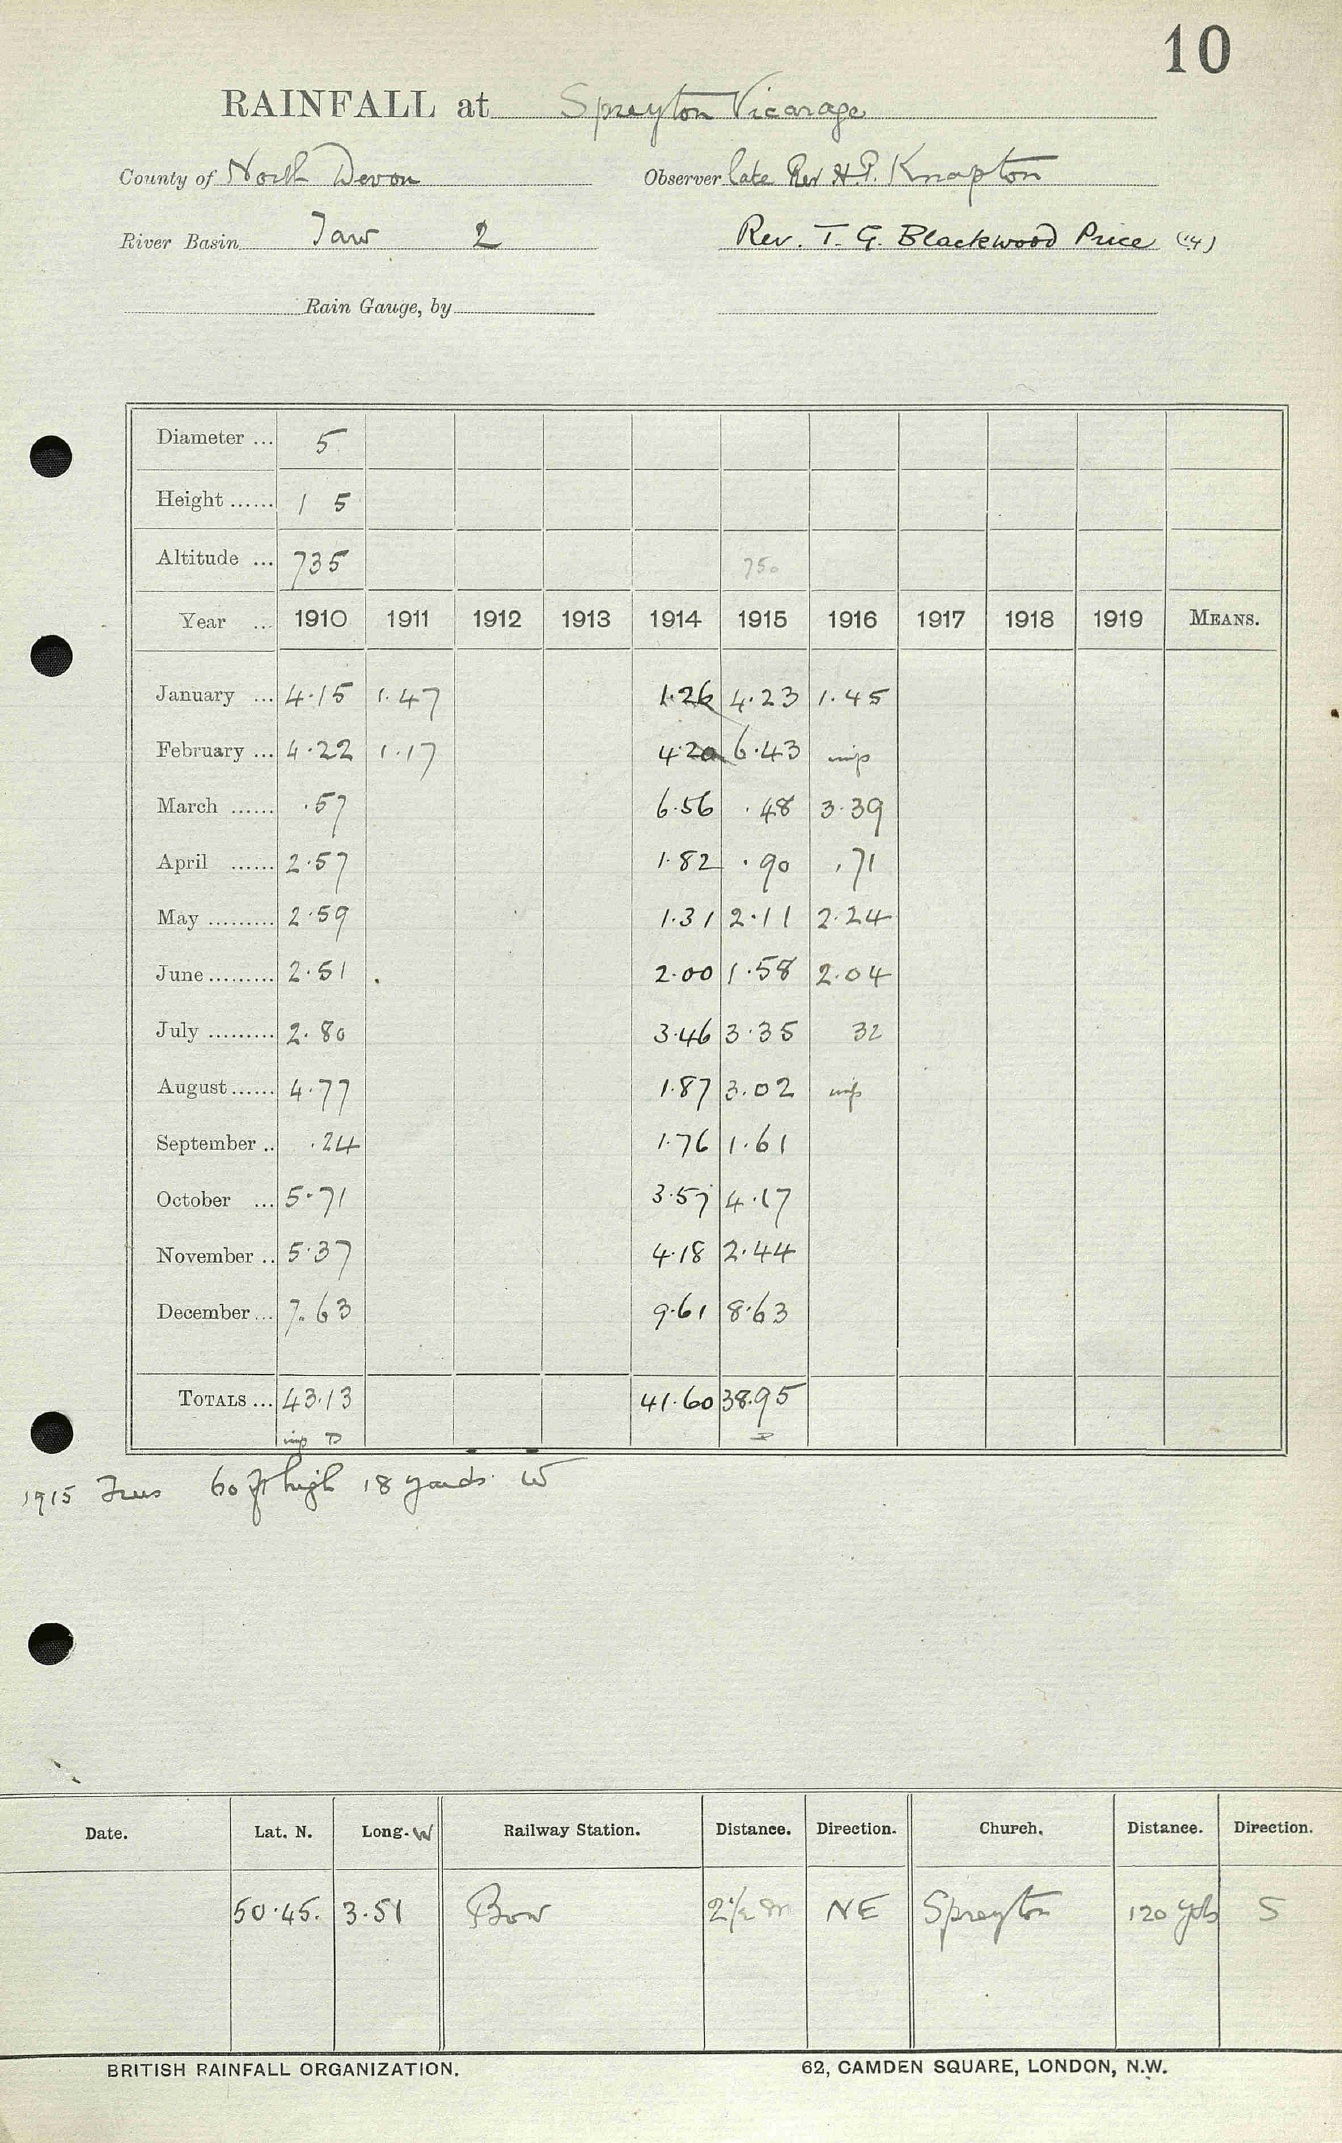 10
RAINFALL at Spreyton Vicarage
County of North Devon Observer late Rev H.P. Knapton
River Basin Taw 2 Rev. T. G. Blackwood Price ('14)
Rain Gauge, by
Diameter ... 5
Height ...... 1 5
Altitude ... 735 750
Year ... 1910 1911 1912 1913 1914 1915 1916 1917 1918 1919 MEANS.
January ... 4.15 1.47 1.26 4.23 1.45
February ... 4.22 1.17 4.20 6.43 imp
March ...... .57 6.56 .48 3.39
April ...... 2.57 1.82 .90 .71
May ......... 2.59 1.31 2.11 2.24
June ......... 2.51 2.00 1.58 2.04
July ......... 2.80 3.46 3.35 32
August ...... 4.77 1.87 3.02 imp
September .. .24 1.76 1.61
October ... 5.71 3.57 4.17
November .. 5.37 4.18 2.44
December ... 7.63 9.61 8.63
TOTALS ... 43.13 41.60 38.95
imp
1915 Trees 60 ft high 18 yards W
Date. Lat. N. Long. W Railway Station. Distance. Direction. Church. Distance. Direction.
50.45. 3.51 Bow 2½ m NE Spreyton 120 yds S
BRITISH RAINFALL ORGANIZATION. 62, CAMDEN SQUARE, LONDON, N.W.